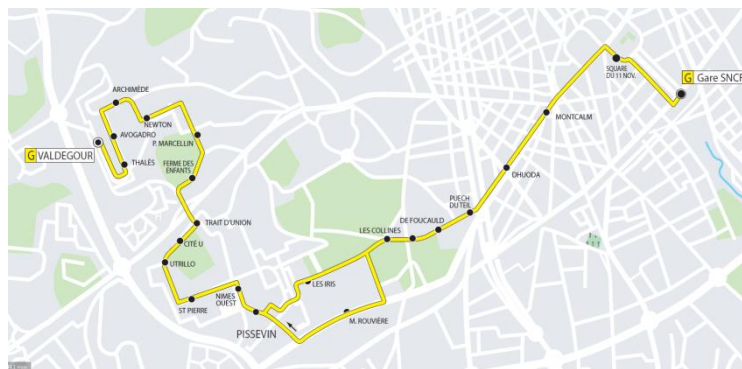 ARCHIMÈDE
NEWTON
AVOGADRO
P. MARCELLIN
G VALDEGOUR
THALÈS
FERME DES
ENFANTS
TRAIT D'UNION
CITÉ U
UTRILLO
ST PIERRE
NIMES
OUEST
PISSEVIN
LES IRIS
M. ROUVIÈRE
LES COLLINES
DE FOUCAULD
PUECH
DU TEIL
DHUODA
MONTCALM
SQUARE
DU 11 NOV.
G Gare SNCF